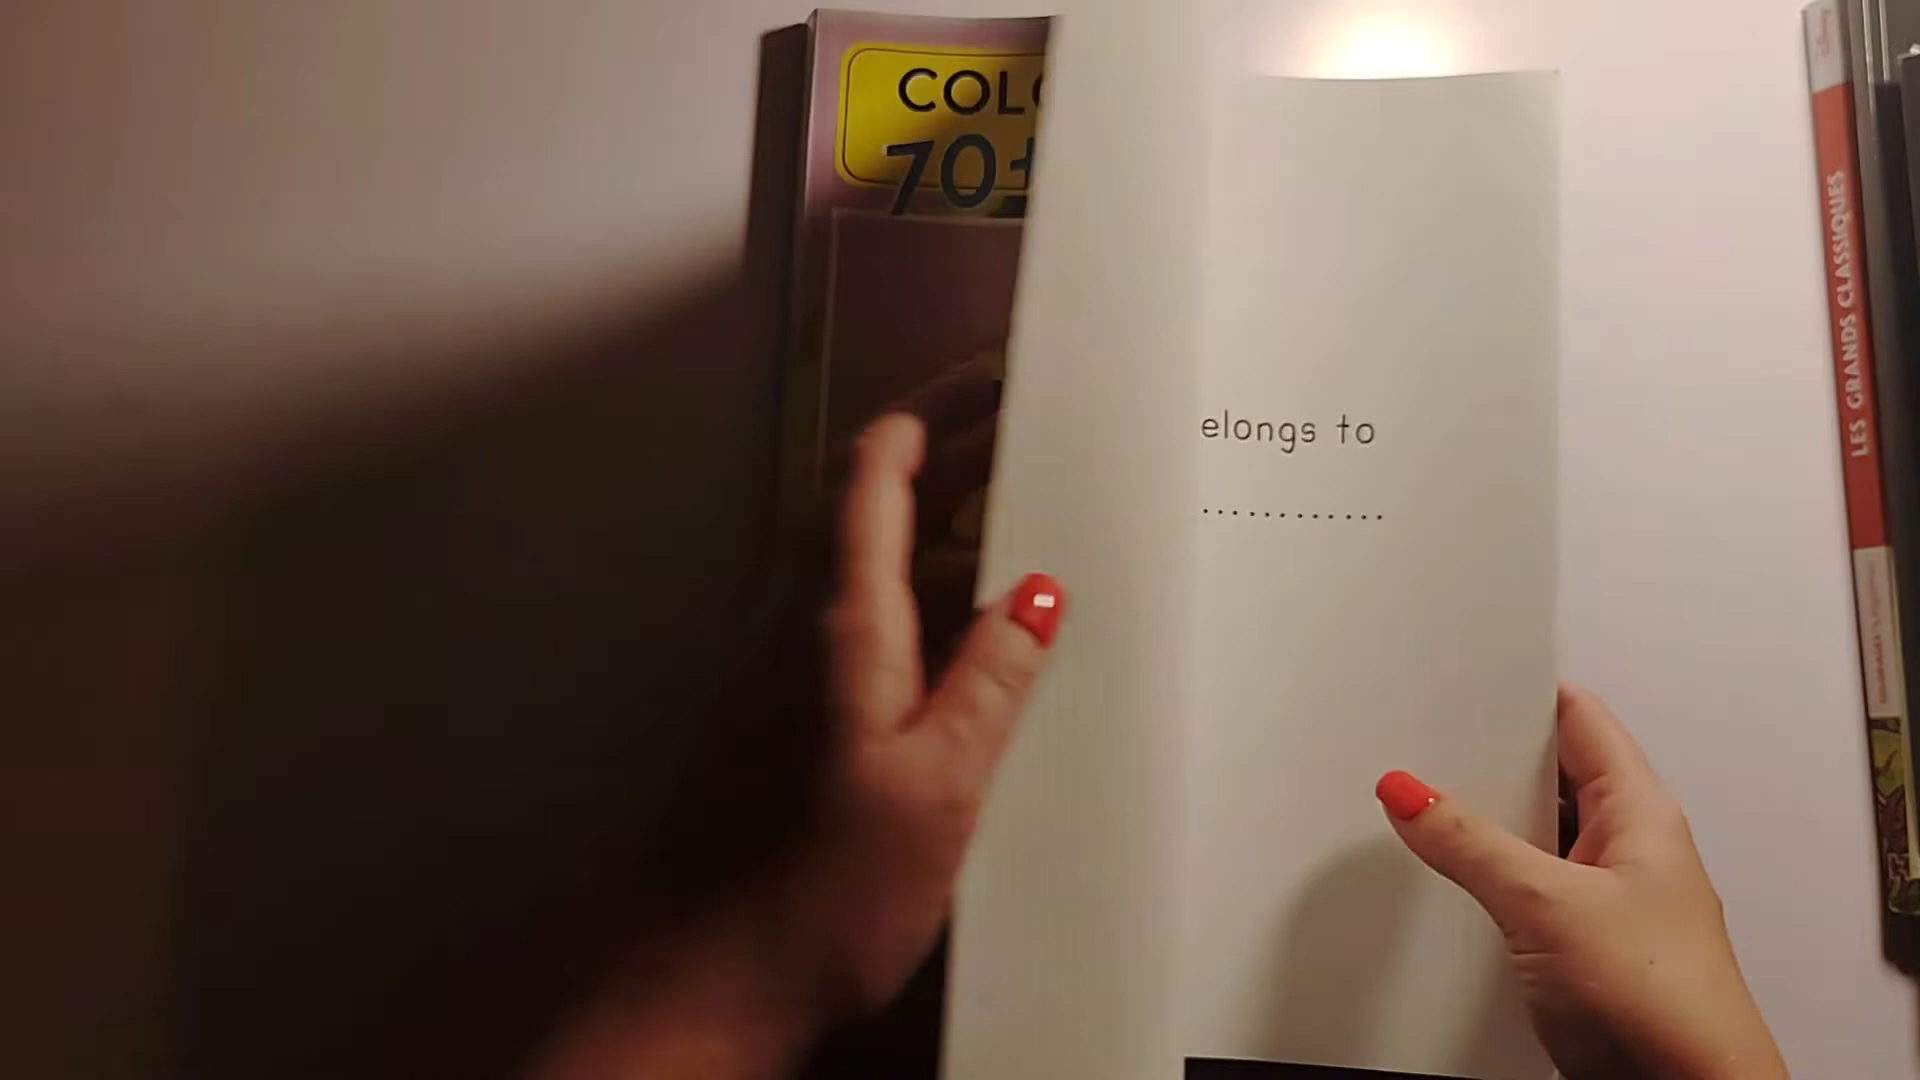 COLO
70+
elongs to
............
LES GRANDS CLASSIQUES